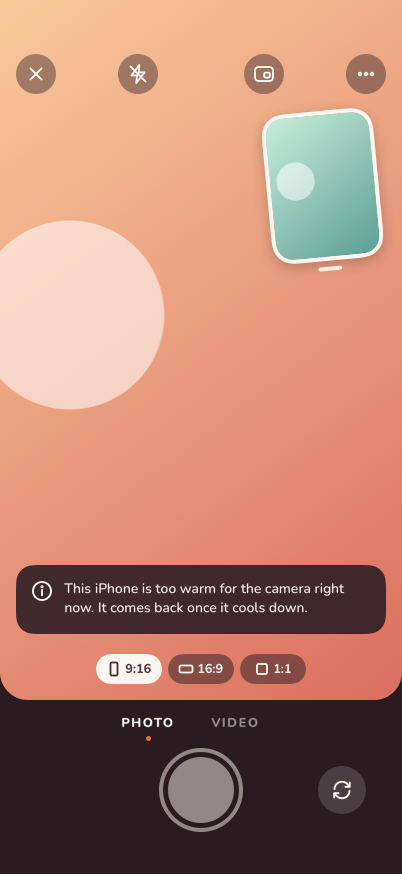 This iPhone is too warm for the camera right
now. It comes back once it cools down.
9:16
16:9
1:1
PHOTO
VIDEO